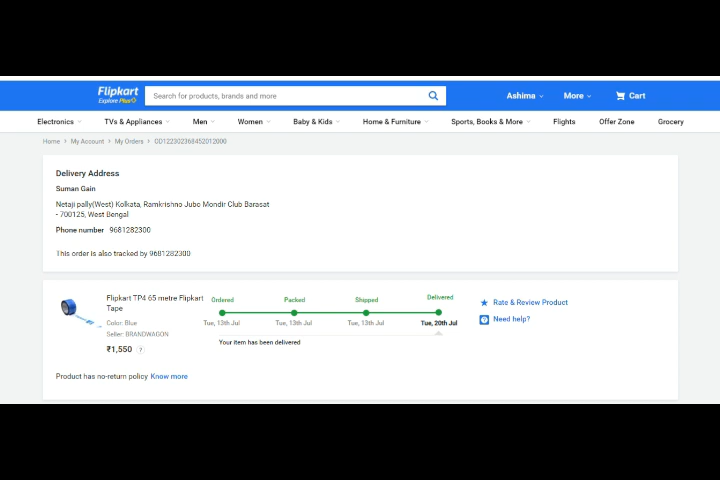 Flipkart
Explore Plus
Search for products, brands and more
Ashima
More
Cart
Electronics
TVs & Appliances
Men
Women
Baby & Kids
Home & Furniture
Sports, Books & More
Flights
Offer Zone
Grocery
Home > My Account > My Orders > OD122302368452012000
Delivery Address
Suman Gain
Netaji pally(West) Kolkata, Ramkrishno Jubo Mondir Club Barasat
- 700125, West Bengal
Phone number 9681282300
This order is also tracked by 9681282300
Flipkart TP4 65 metre Flipkart
Tape
Color: Blue
Seller: BRANDWAGON
₹1,550 ?
Ordered
Packed
Shipped
Delivered
Tue, 13th Jul
Tue, 13th Jul
Tue, 13th Jul
Tue, 20th Jul
Your item has been delivered
Rate & Review Product
Need help?
Product has no-return policy Know more